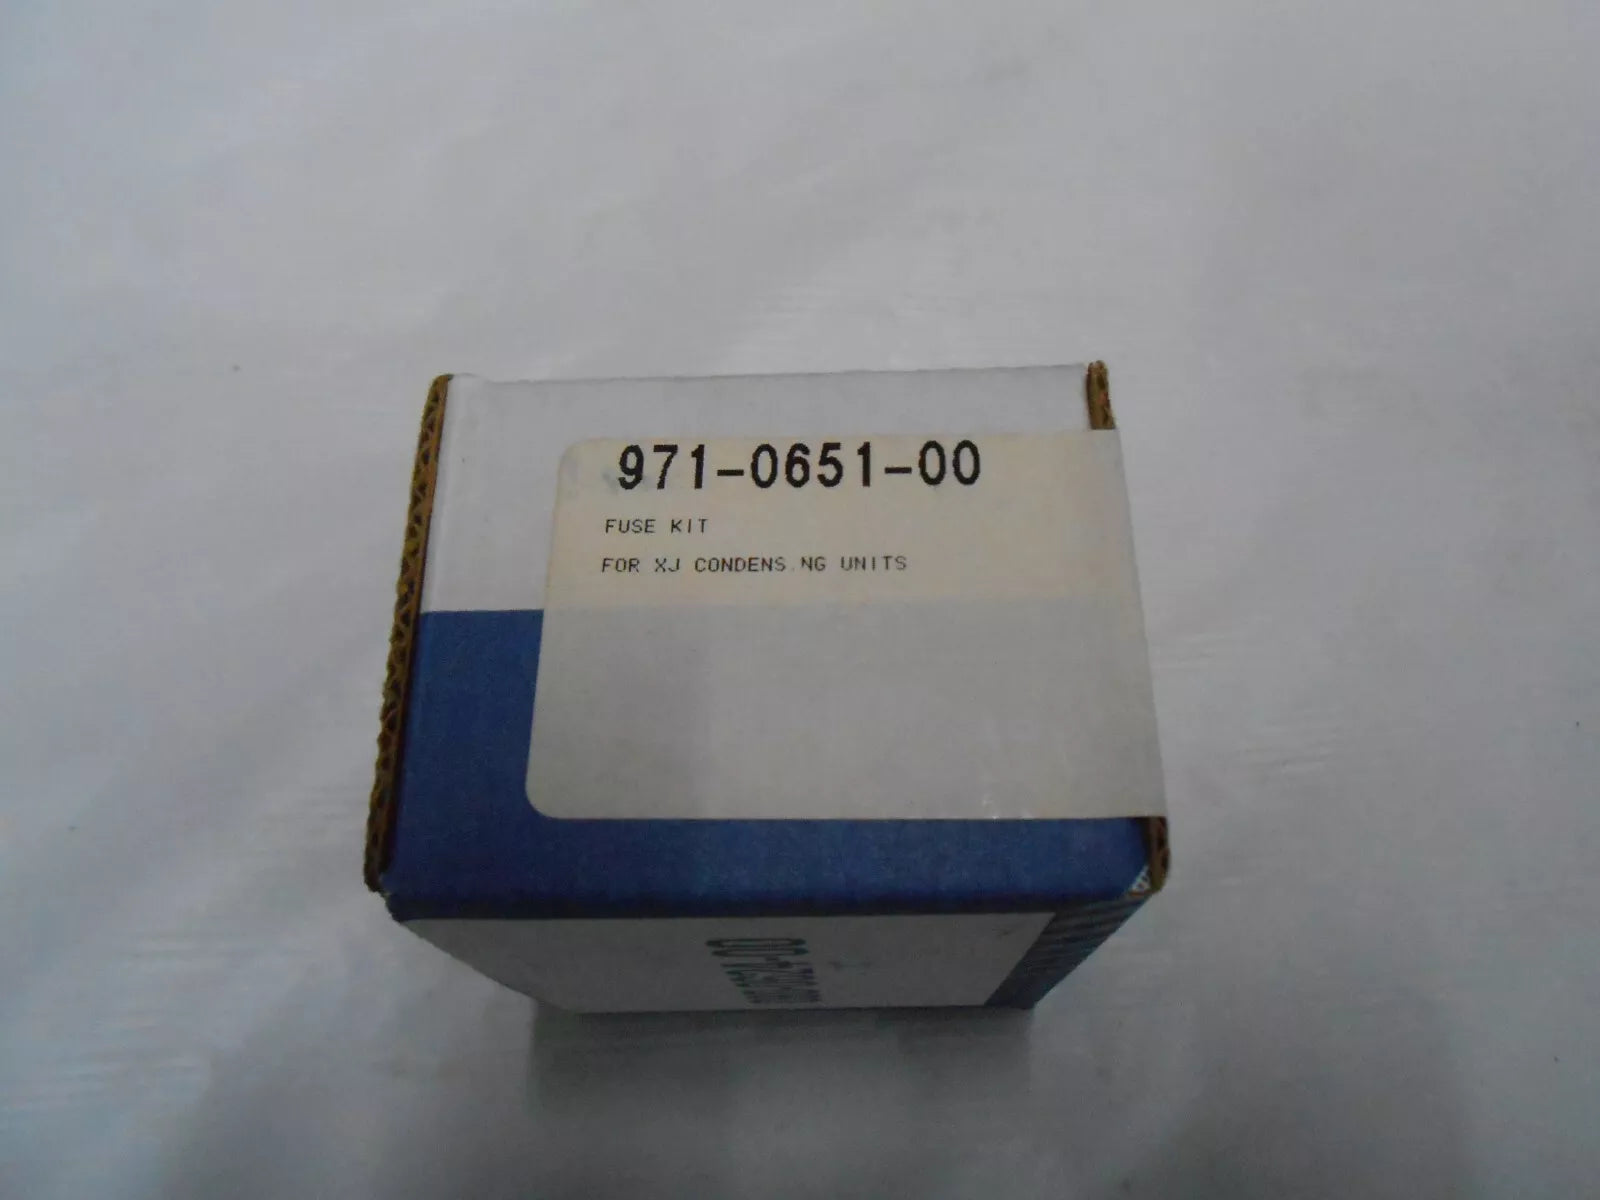 971-0651-00
FUSE KIT
FOR XJ CONDENS.NG UNITS